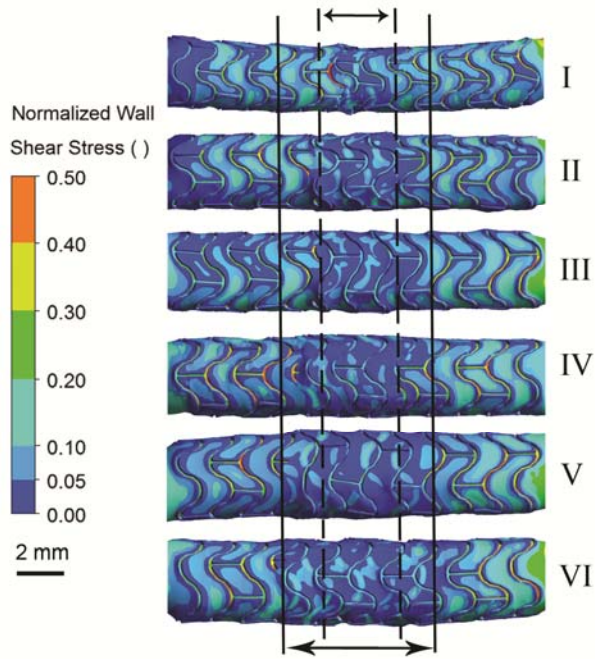 Normalized Wall
Shear Stress ( )
0.50
0.40
0.30
0.20
0.10
0.05
0.00
2 mm
I
II
III
IV
V
VI